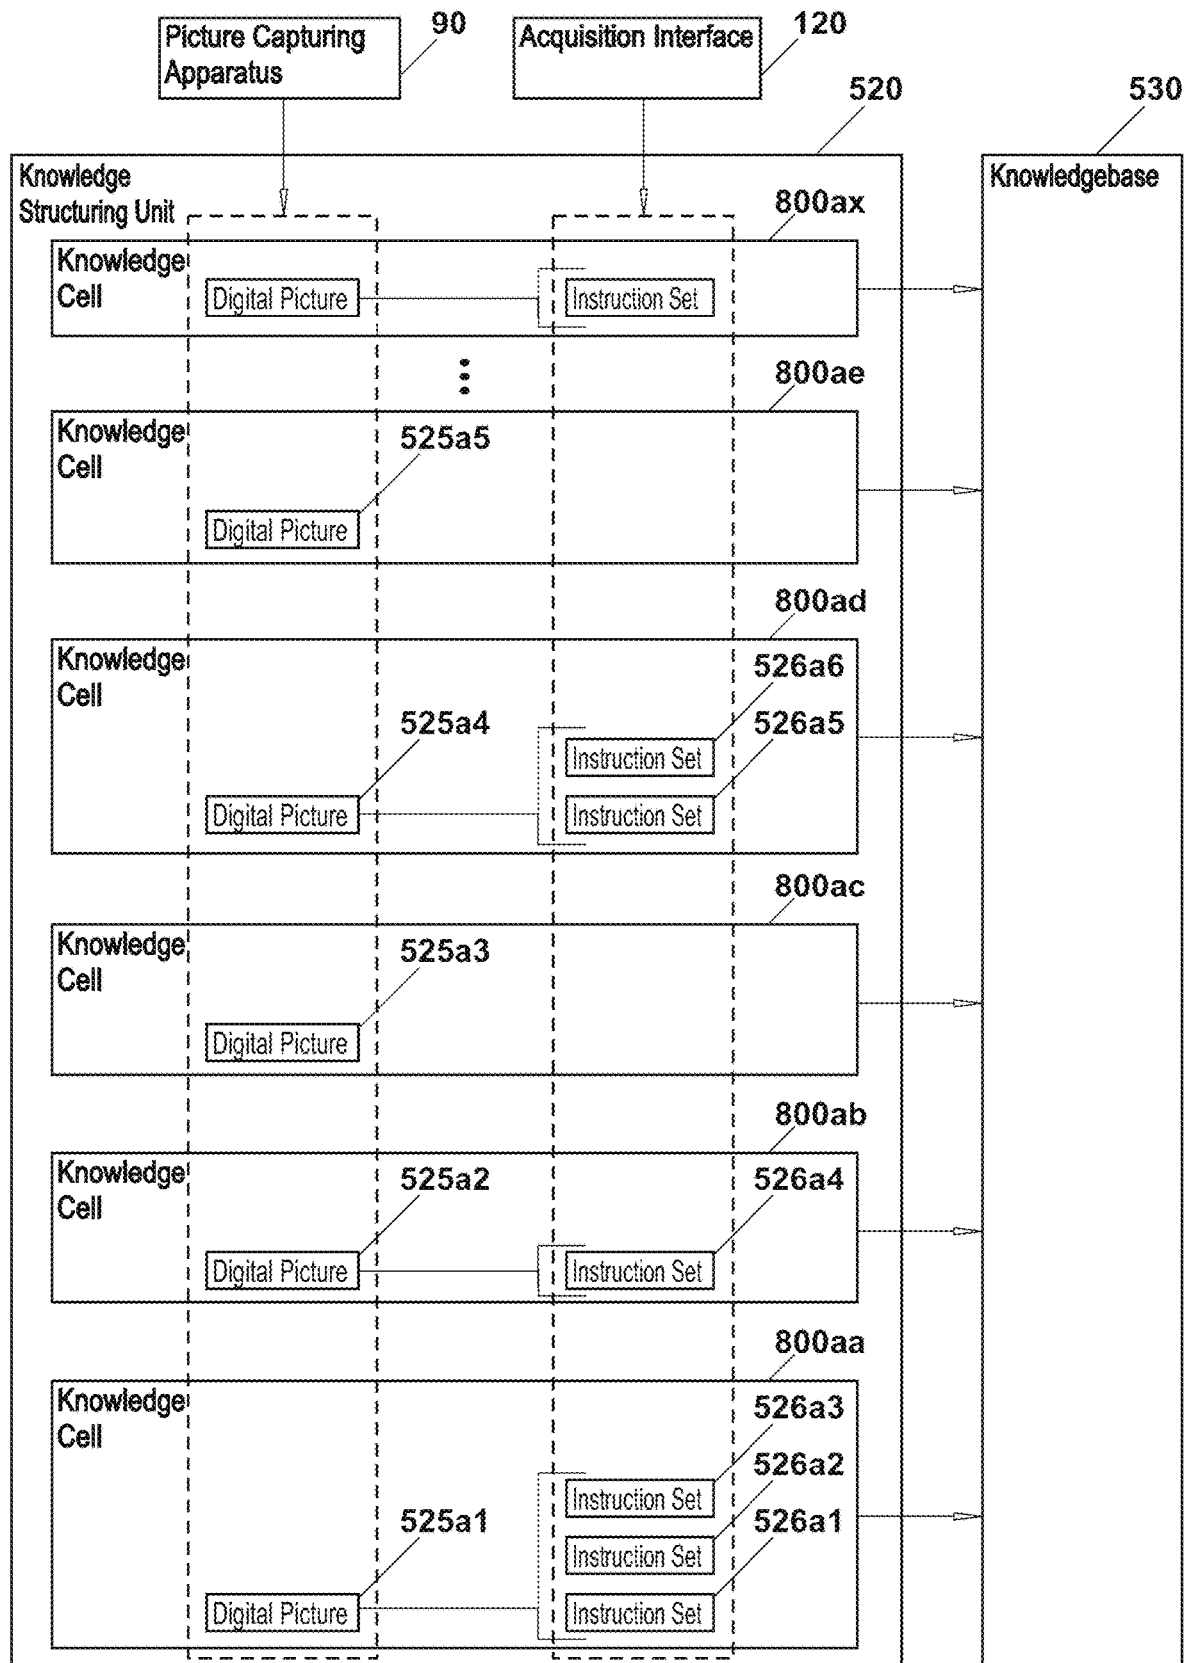 Picture Capturing
Apparatus
90
Acquisition Interface
120
520
530
Knowledge
Structuring Unit
Knowledgebase
800ax
Knowledge
Cell
Digital Picture
Instruction Set
800ae
Knowledge
Cell
525a5
Digital Picture
800ad
Knowledge
Cell
526a6
525a4
526a5
Instruction Set
Digital Picture
Instruction Set
800ac
Knowledge
Cell
525a3
Digital Picture
800ab
Knowledge
Cell
525a2
526a4
Digital Picture
Instruction Set
800aa
Knowledge
Cell
526a3
526a2
Instruction Set
525a1
526a1
Instruction Set
Digital Picture
Instruction Set